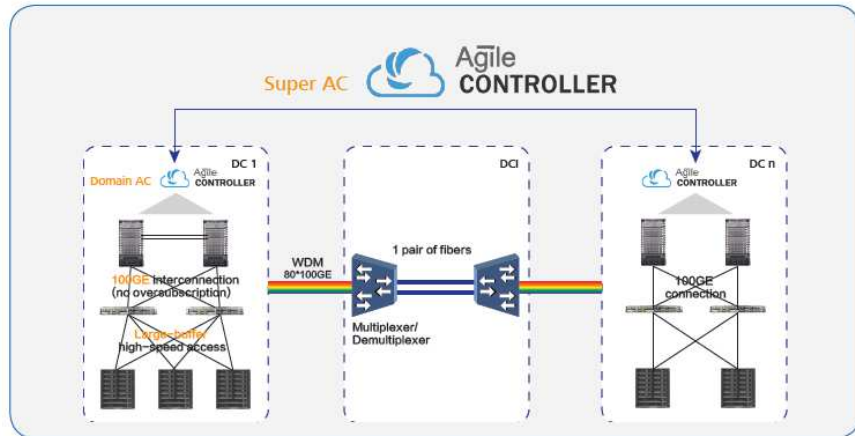 Super AC
Agile
CONTROLLER
DC 1
Domain AC
Agile
CONTROLLER
100GE Interconnection
(no oversubscription)
Large-buffer
high-speed access
WDM
80*100GE
DCI
1 pair of fibers
Multiplexer/
Demultiplexer
DC n
Agile
CONTROLLER
100GE
connection